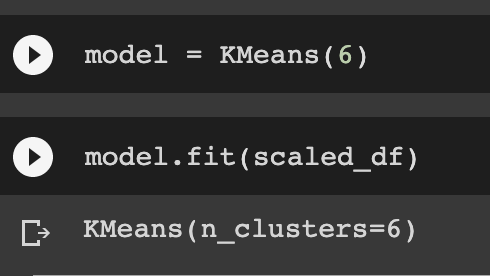 model = KMeans(6)
model.fit(scaled_df)
KMeans(n_clusters=6)